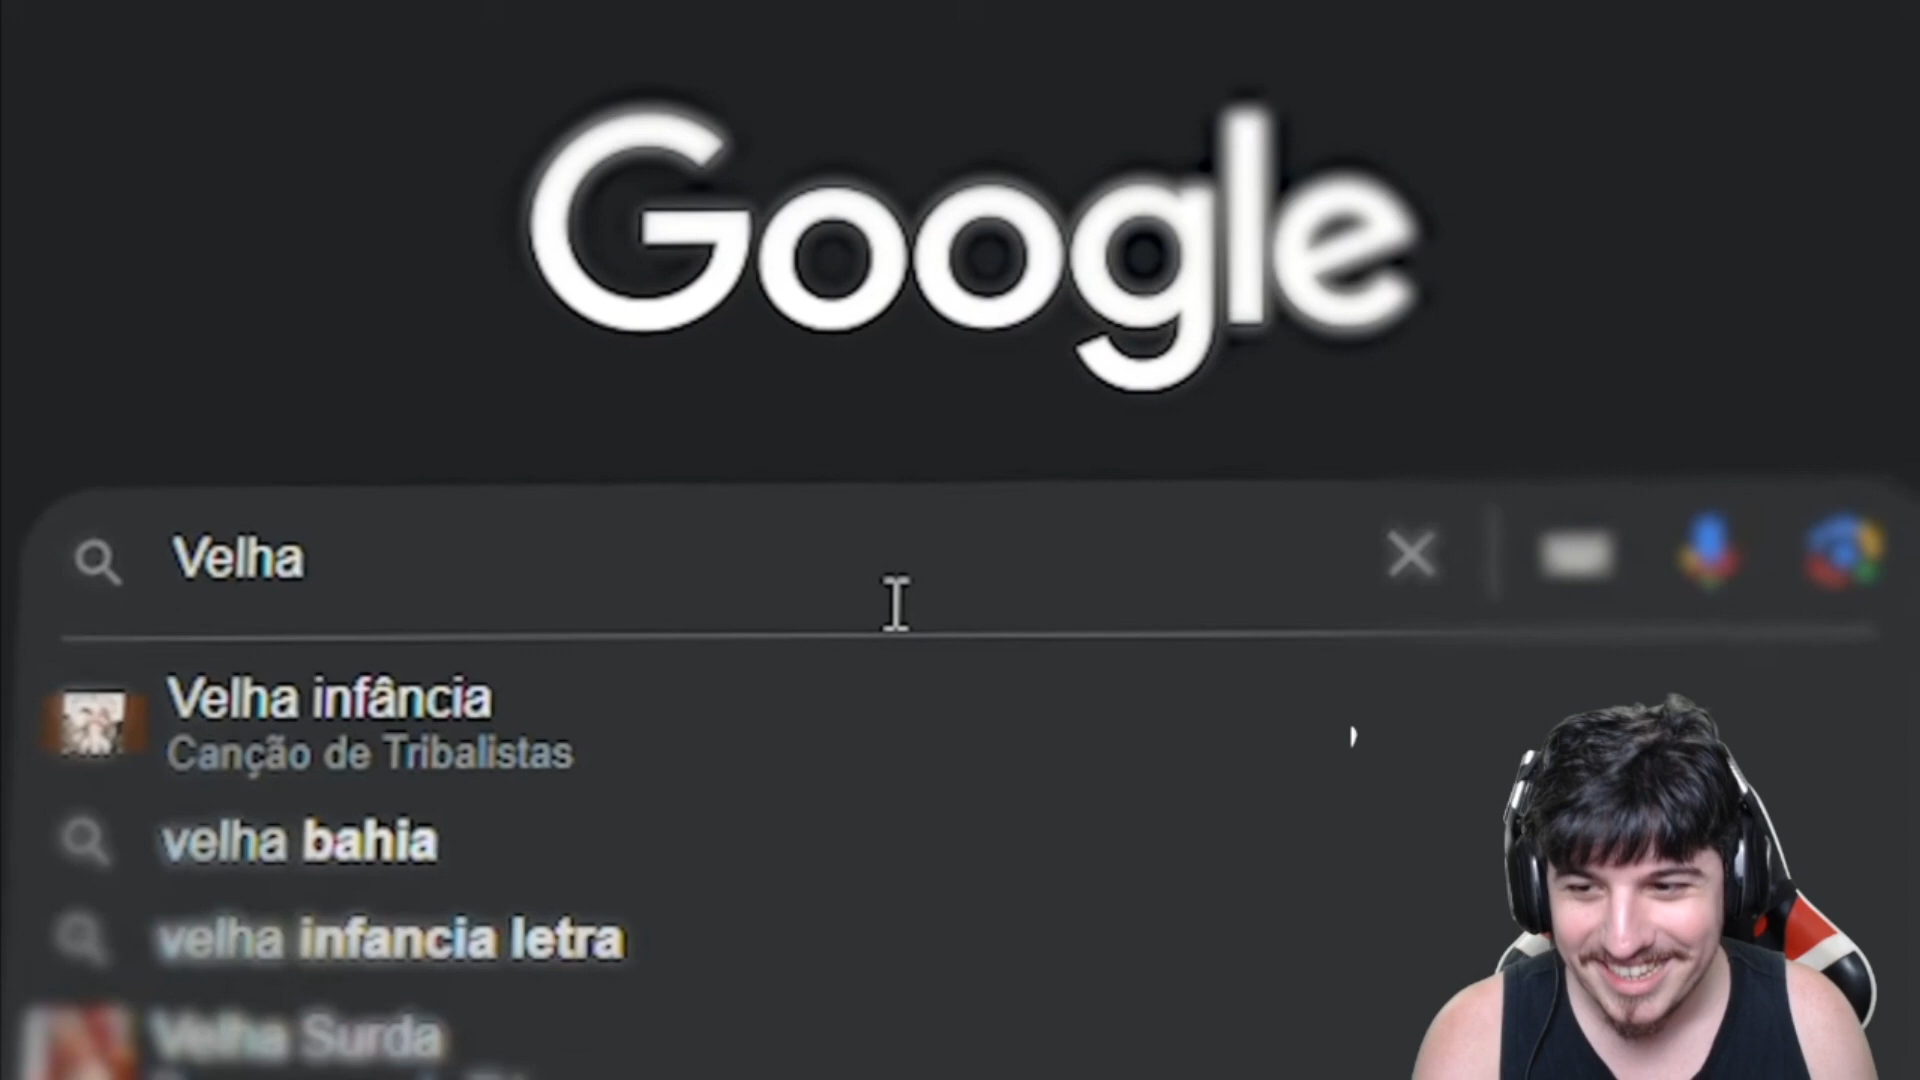 Google
Velha
Velha infância
Canção de Tribalistas
velha bahia
velha infancia letra
Velha Surda